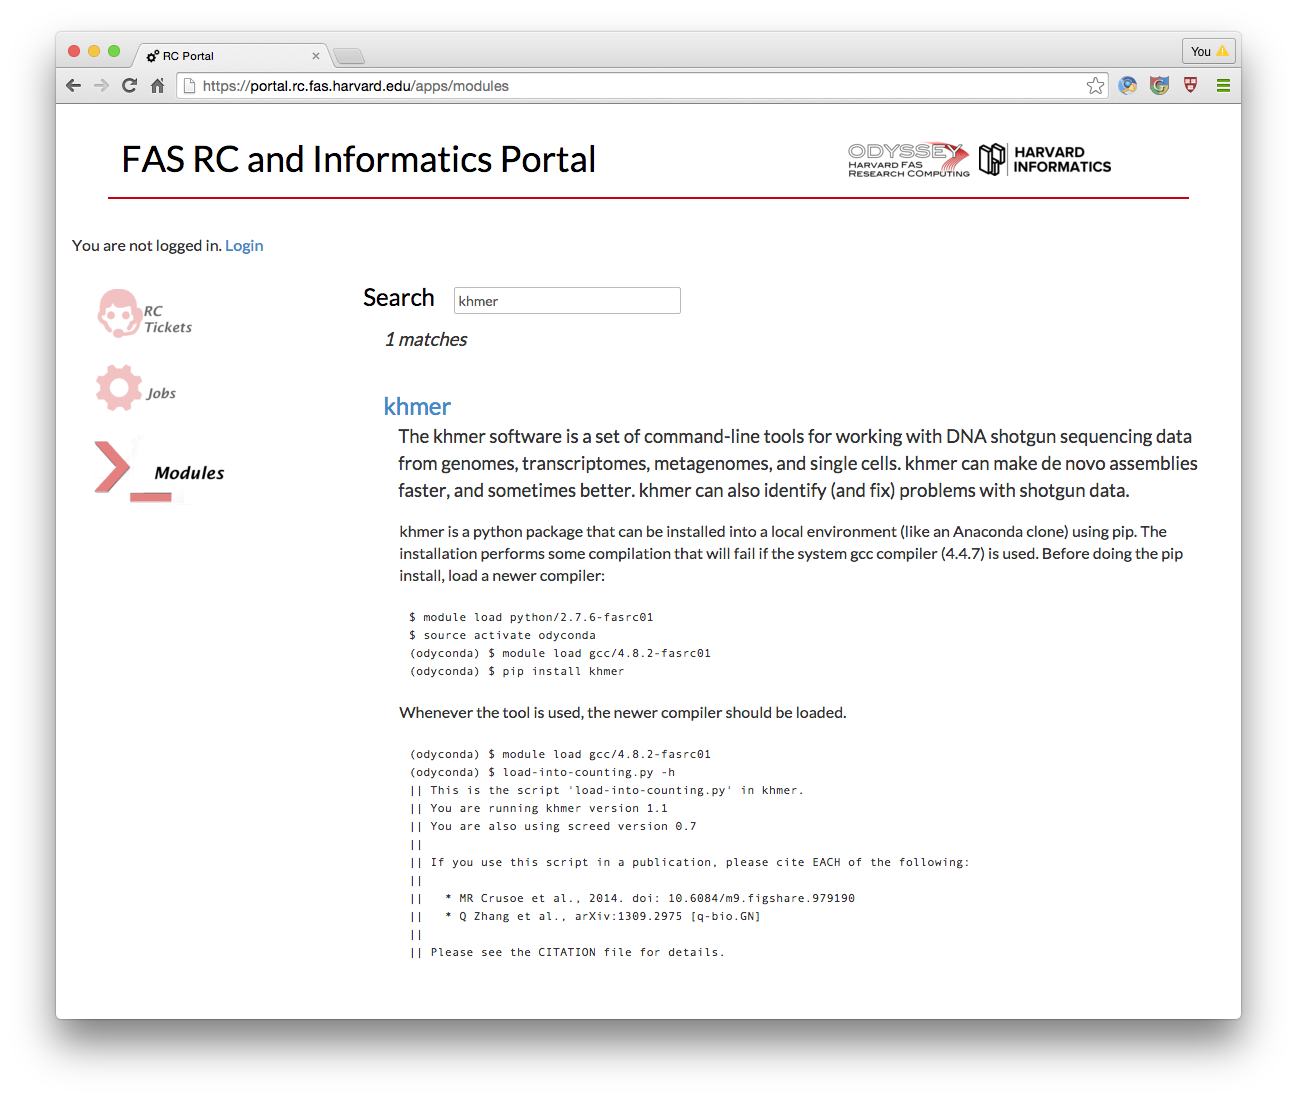 RC Portal
You
https://portal.rc.fas.harvard.edu/apps/modules
FAS RC and Informatics Portal
ODYSSEY
HARVARD FAS
RESEARCH COMPUTING
HARVARD
INFORMATICS
You are not logged in. Login
RC
Tickets
Jobs
Modules
Search khmer
1 matches
khmer
The khmer software is a set of command-line tools for working with DNA shotgun sequencing data
from genomes, transcriptomes, metagenomes, and single cells. khmer can make de novo assemblies
faster, and sometimes better. khmer can also identify (and fix) problems with shotgun data.
khmer is a python package that can be installed into a local environment (like an Anaconda clone) using pip. The
installation performs some compilation that will fail if the system gcc compiler (4.4.7) is used. Before doing the pip
install, load a newer compiler:
$ module load python/2.7.6-fasrc01
$ source activate odyconda
(odyconda) $ module load gcc/4.8.2-fasrc01
(odyconda) $ pip install khmer
Whenever the tool is used, the newer compiler should be loaded.
(odyconda) $ module load gcc/4.8.2-fasrc01
(odyconda) $ load-into-counting.py -h
|| This is the script 'load-into-counting.py' in khmer.
|| You are running khmer version 1.1
|| You are also using screed version 0.7
||
|| If you use this script in a publication, please cite EACH of the following:
||
||   * MR Crusoe et al., 2014. doi: 10.6084/m9.figshare.979190
||   * Q Zhang et al., arXiv:1309.2975 [q-bio.GN]
||
|| Please see the CITATION file for details.